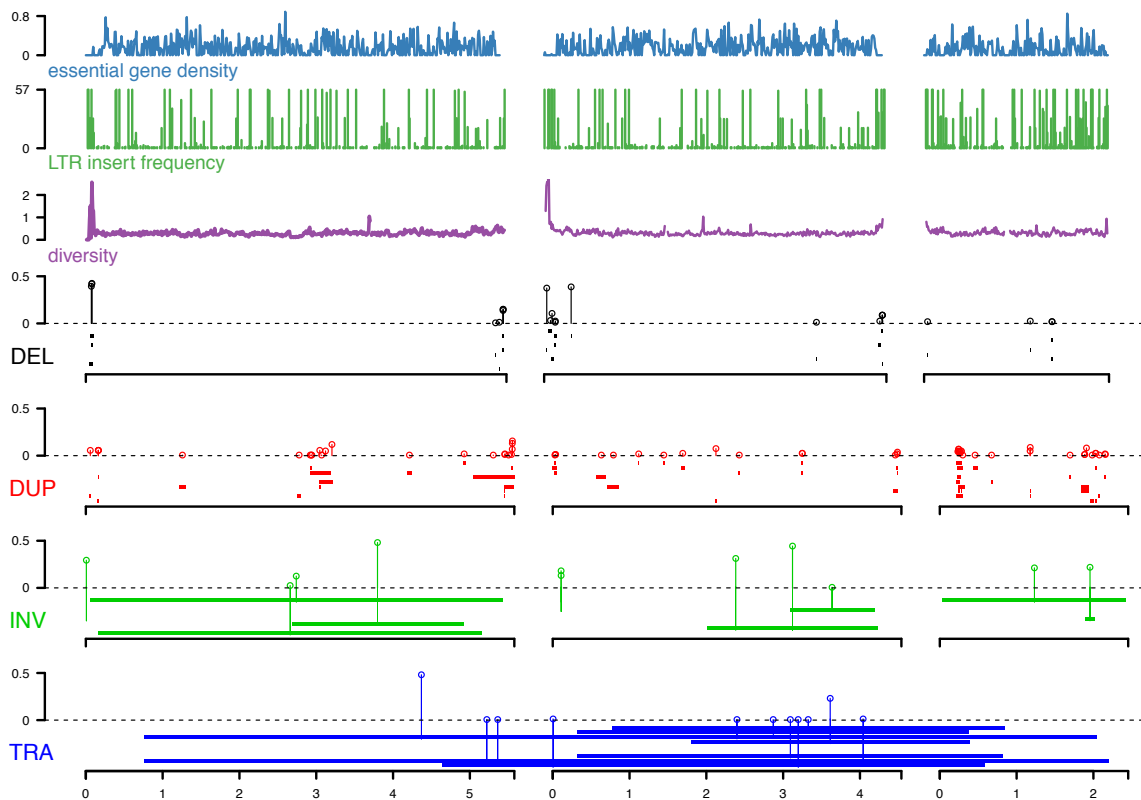 0.8
0
essential gene density
57
0
LTR insert frequency
2
1
0
diversity
0.5
0
DEL
0.5
0
DUP
0.5
0
INV
0.5
0
TRA
0 1 2 3 4 5 0 1 2 3 4 0 1 2